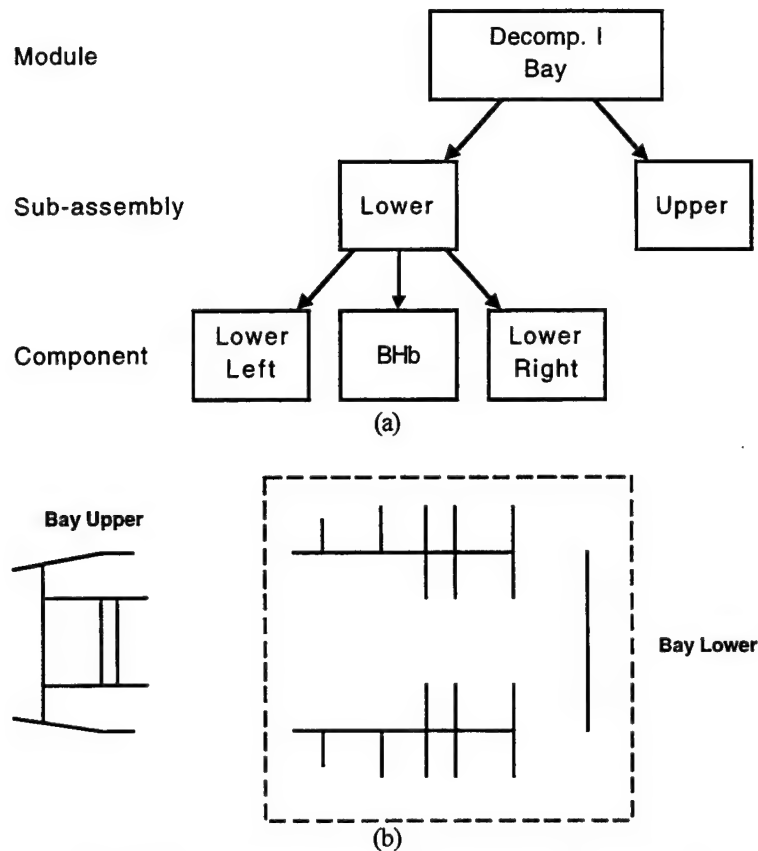 Module
Decomp. I
Bay
Sub-assembly
Lower
Upper
Component
Lower
Left
BHb
Lower
Right
(a)
Bay Upper
Bay Lower
(b)